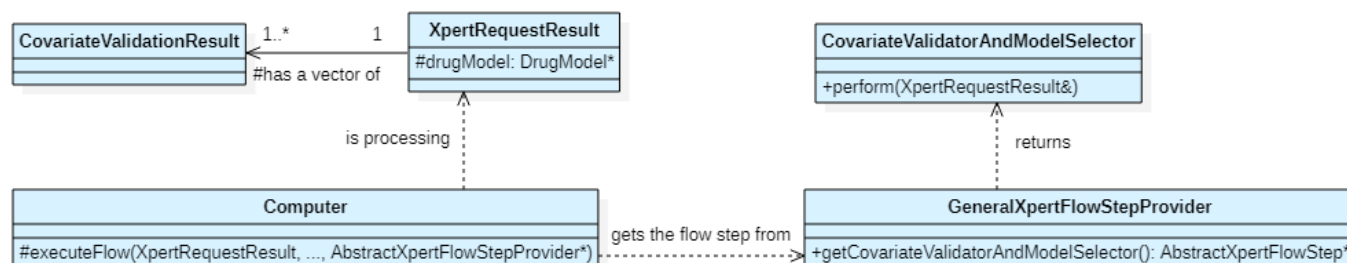 CovariateValidationResult
1..*
1
#has a vector of
XpertRequestResult
#drugModel: DrugModel*
CovariateValidatorAndModelSelector
+perform(XpertRequestResult&)
is processing
returns
Computer
#executeFlow(XpertRequestResult, ..., AbstractXpertFlowStepProvider*)
gets the flow step from
GeneralXpertFlowStepProvider
+getCovariateValidatorAndModelSelector(): AbstractXpertFlowStep*